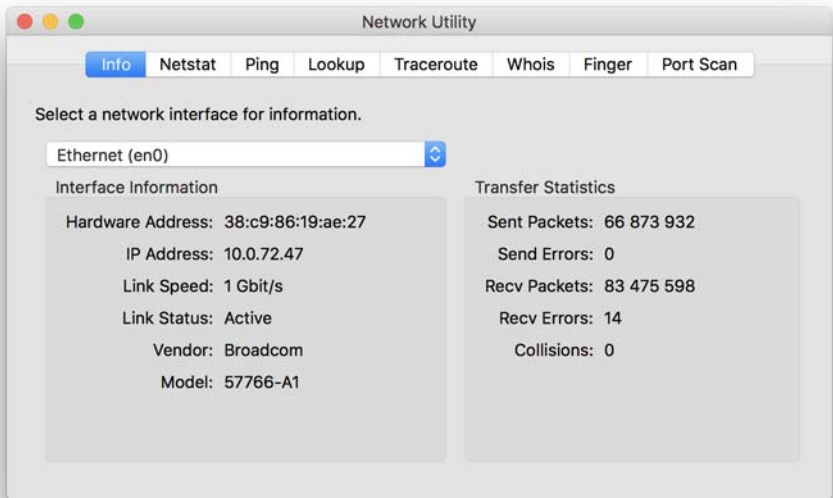 Network Utility
Info Netstat Ping Lookup Traceroute Whois Finger Port Scan
Select a network interface for information.
Ethernet (en0)
Interface Information
Hardware Address: 38:c9:86:19:ae:27
IP Address: 10.0.72.47
Link Speed: 1 Gbit/s
Link Status: Active
Vendor: Broadcom
Model: 57766-A1
Transfer Statistics
Sent Packets: 66 873 932
Send Errors: 0
Recv Packets: 83 475 598
Recv Errors: 14
Collisions: 0